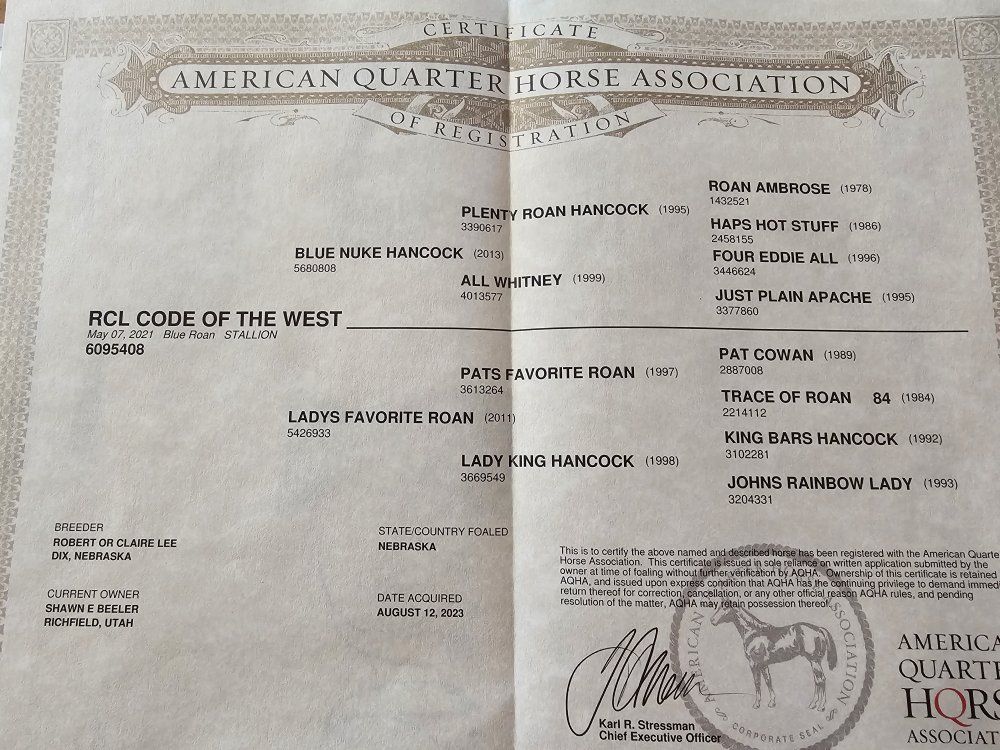 CERTIFICATE
AMERICAN QUARTER HORSE ASSOCIATION
OF REGISTRATION
ROAN AMBROSE (1978)
1432521
PLENTY ROAN HANCOCK (1995)
3390617
HAPS HOT STUFF (1986)
2458155
BLUE NUKE HANCOCK (2013)
5680808
FOUR EDDIE ALL (1996)
3446624
ALL WHITNEY (1999)
4013577
JUST PLAIN APACHE (1995)
3377860
RCL CODE OF THE WEST
May 07, 2021 Blue Roan STALLION
6095408
PAT COWAN (1989)
2887008
PATS FAVORITE ROAN (1997)
3613264
TRACE OF ROAN 84 (1984)
2214112
LADYS FAVORITE ROAN (2011)
5426933
KING BARS HANCOCK (1992)
3102281
LADY KING HANCOCK (1998)
3669549
JOHNS RAINBOW LADY (1993)
3204331
BREEDER
ROBERT OR CLAIRE LEE
DIX, NEBRASKA
STATE/COUNTRY FOALED
NEBRASKA
CURRENT OWNER
SHAWN E BEELER
RICHFIELD, UTAH
DATE ACQUIRED
AUGUST 12, 2023
This is to certify the above named and described horse has been registered with the American Quarte
Horse Association. This certificate is issued in sole reliance on written application submitted by the
owner at time of foaling without further verification by AQHA. Ownership of this certificate is retained
AQHA, and issued upon express condition that AQHA has the continuing privilege to demand immed
return thereof for correction, cancellation, or any other official reason AQHA rules, and pending
resolution of the matter, AQHA may retain possession thereof.
AMERICAN ASSOCIATION
CORPORATE SEAL
Karl R. Stressman
Chief Executive Officer
AMERICA
QUARTE
HORS
ASSOCIAT